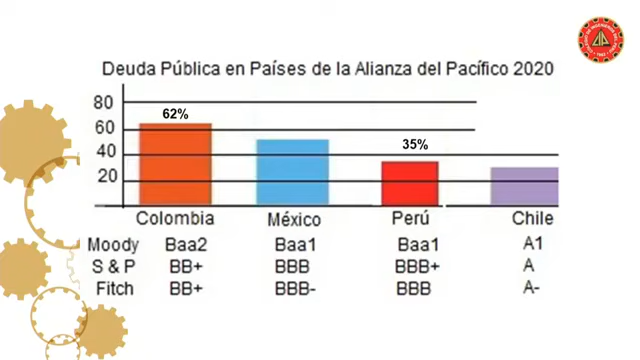 Deuda Pública en Países de la Alianza del Pacífico 2020
80
60
40
20
62%
35%
Colombia México Perú Chile
Moody Baa2 Baa1 Baa1 A1
S & P BB+ BBB BBB+ A
Fitch BB+ BBB- BBB A-